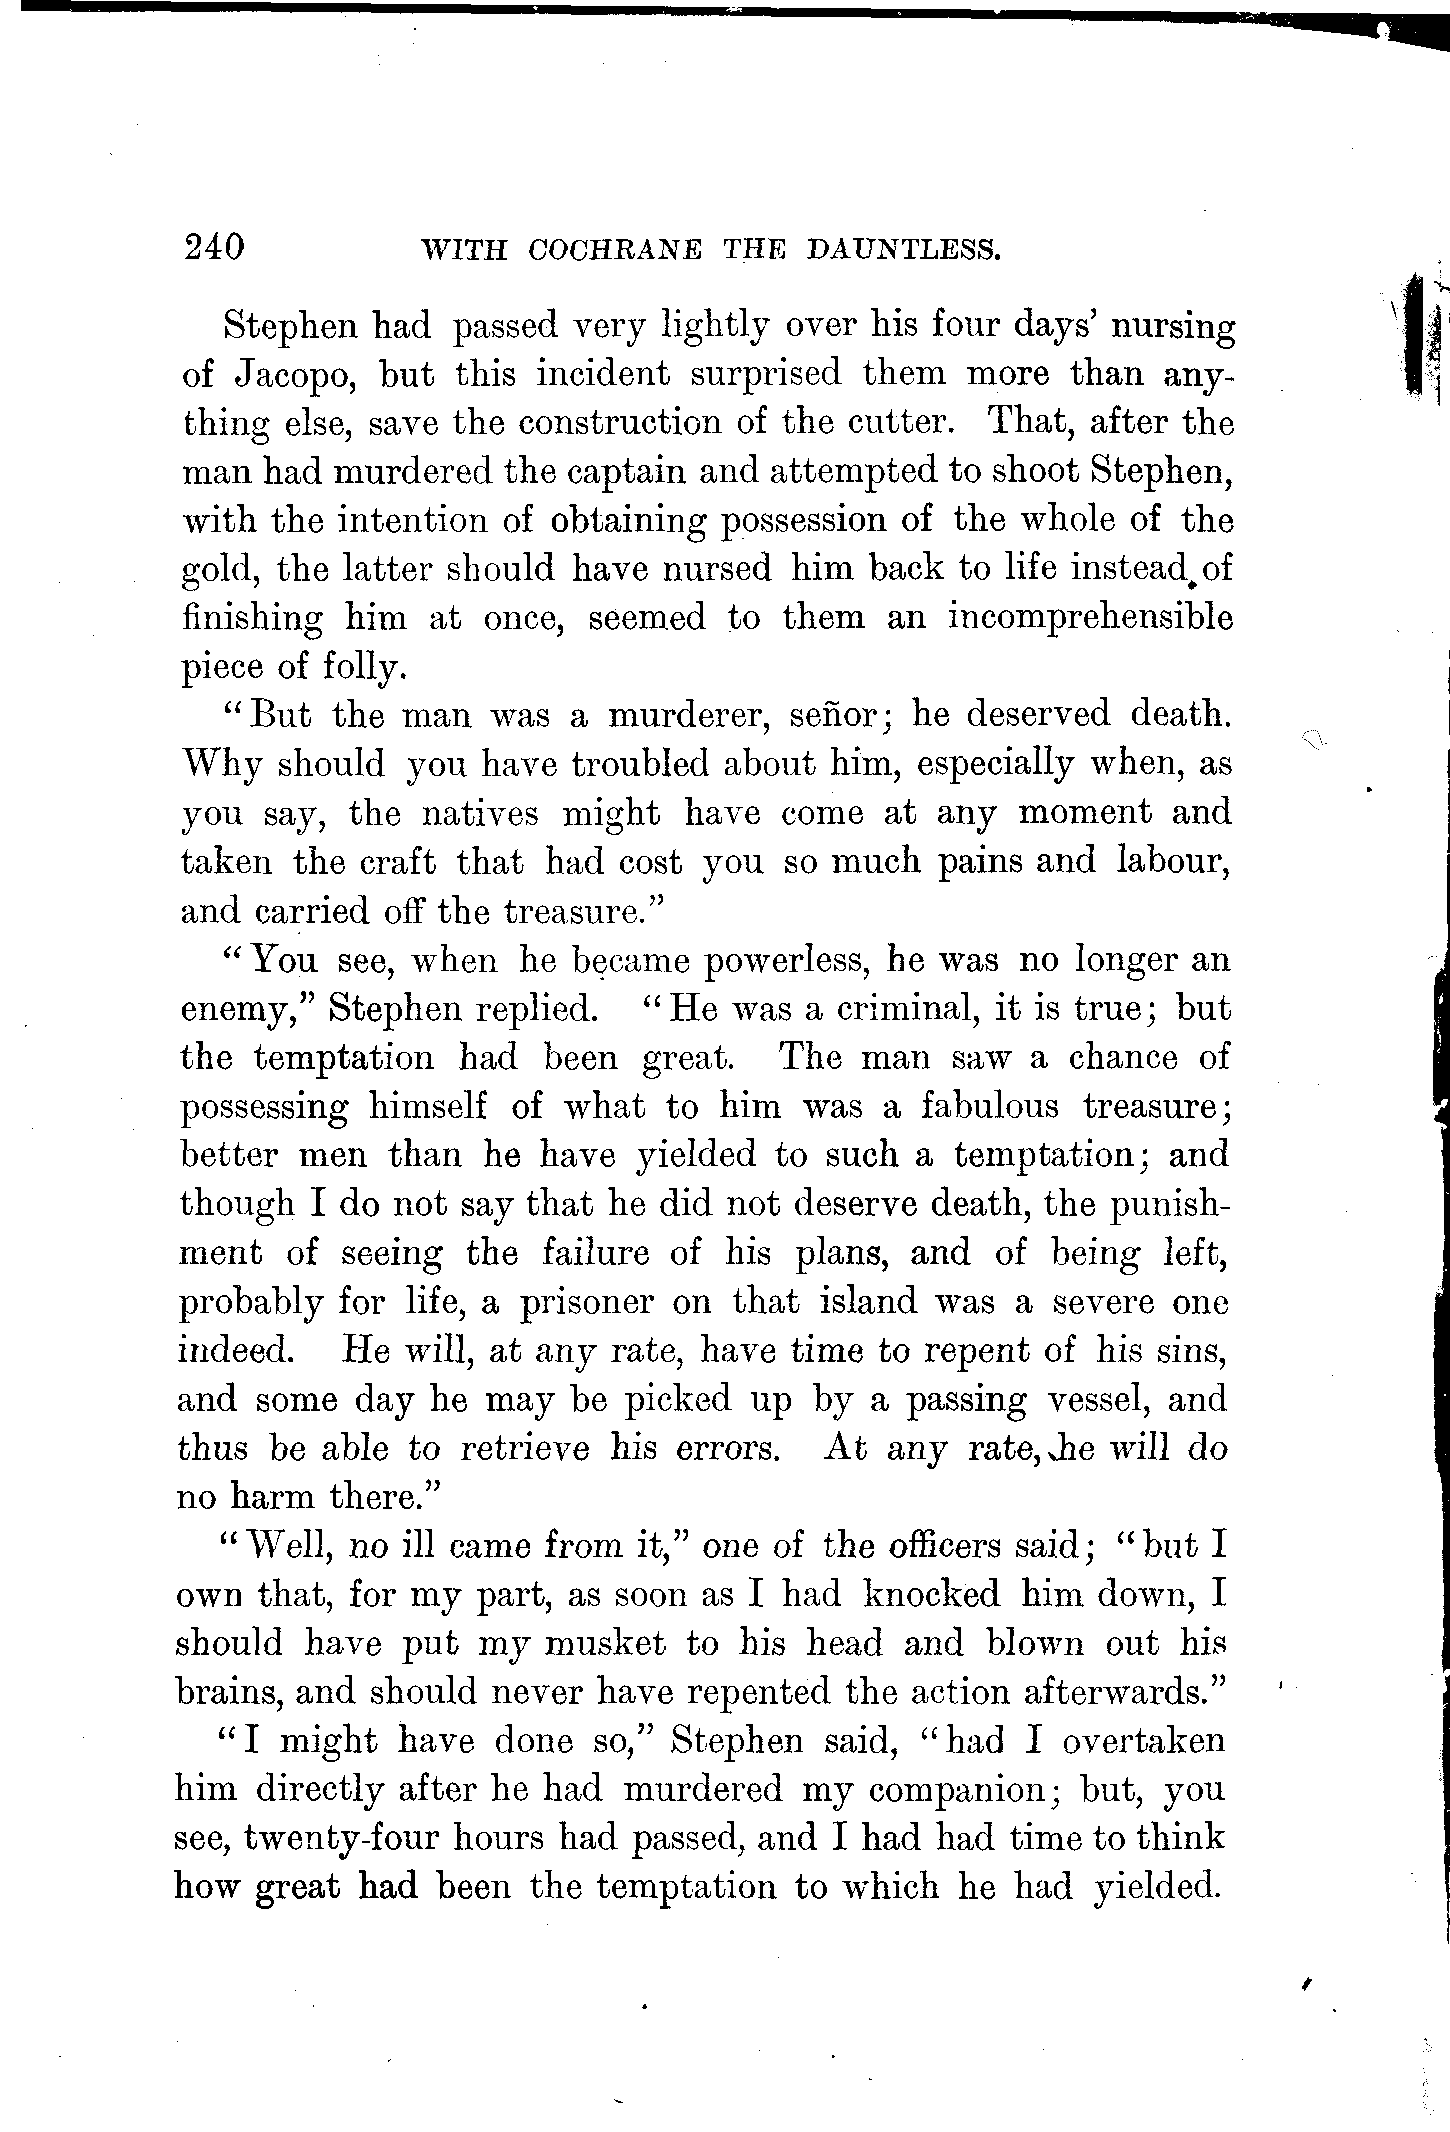 240 WITH COCHRANE THE DAUNTLESS.
Stephen had passed very lightly over his four days’ nursing
of Jacopo, but this incident surprised them more than any-
thing else, save the construction of the cutter. That, after the
man had murdered the captain and attempted to shoot Stephen,
with the intention of obtaining possession of the whole of the
gold, the latter should have nursed him back to life instead of
finishing him at once, seemed to them an incomprehensible
piece of folly.
“But the man was a murderer, señor; he deserved death.
Why should you have troubled about him, especially when, as
you say, the natives might have come at any moment and
taken the craft that had cost you so much pains and labour,
and carried off the treasure.”
“You see, when he became powerless, he was no longer an
enemy,” Stephen replied. “He was a criminal, it is true; but
the temptation had been great. The man saw a chance of
possessing himself of what to him was a fabulous treasure;
better men than he have yielded to such a temptation; and
though I do not say that he did not deserve death, the punish-
ment of seeing the failure of his plans, and of being left,
probably for life, a prisoner on that island was a severe one
indeed. He will, at any rate, have time to repent of his sins,
and some day he may be picked up by a passing vessel, and
thus be able to retrieve his errors. At any rate, he will do
no harm there.”
“Well, no ill came from it,” one of the officers said; “but I
own that, for my part, as soon as I had knocked him down, I
should have put my musket to his head and blown out his
brains, and should never have repented the action afterwards.”
“I might have done so,” Stephen said, “had I overtaken
him directly after he had murdered my companion; but, you
see, twenty-four hours had passed, and I had had time to think
how great had been the temptation to which he had yielded.